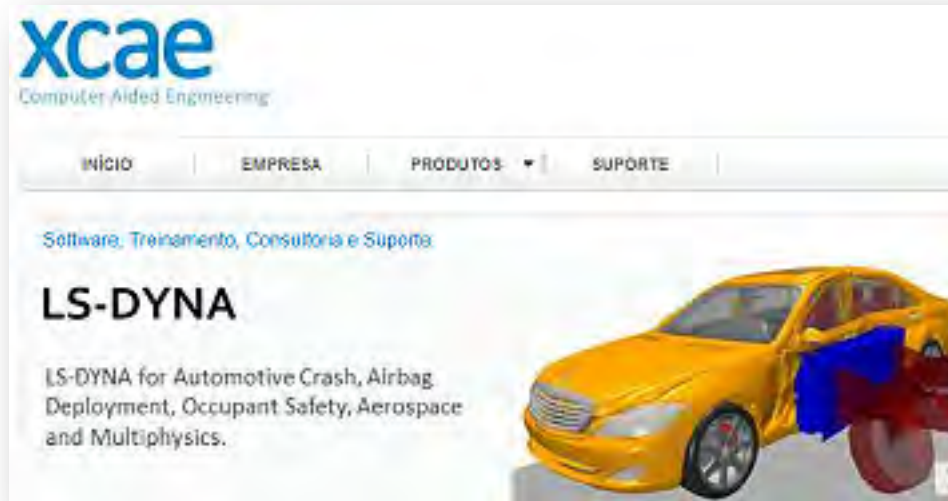 xcae
Computer Aided Engineering
INÍCIO EMPRESA PRODUTOS SUPORTE
Software, Treinamento, Consultoria e Suporte
LS-DYNA
LS-DYNA for Automotive Crash, Airbag
Deployment, Occupant Safety, Aerospace
and Multiphysics.